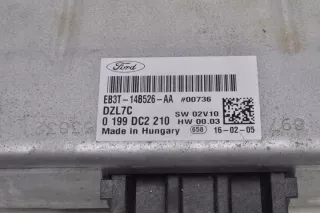 Ford
EB3T-14B526-AA #00736
DZL7C SW 02V10
0 199 DC2 210 HW 00.03
Made in Hungary 658 16-02-05